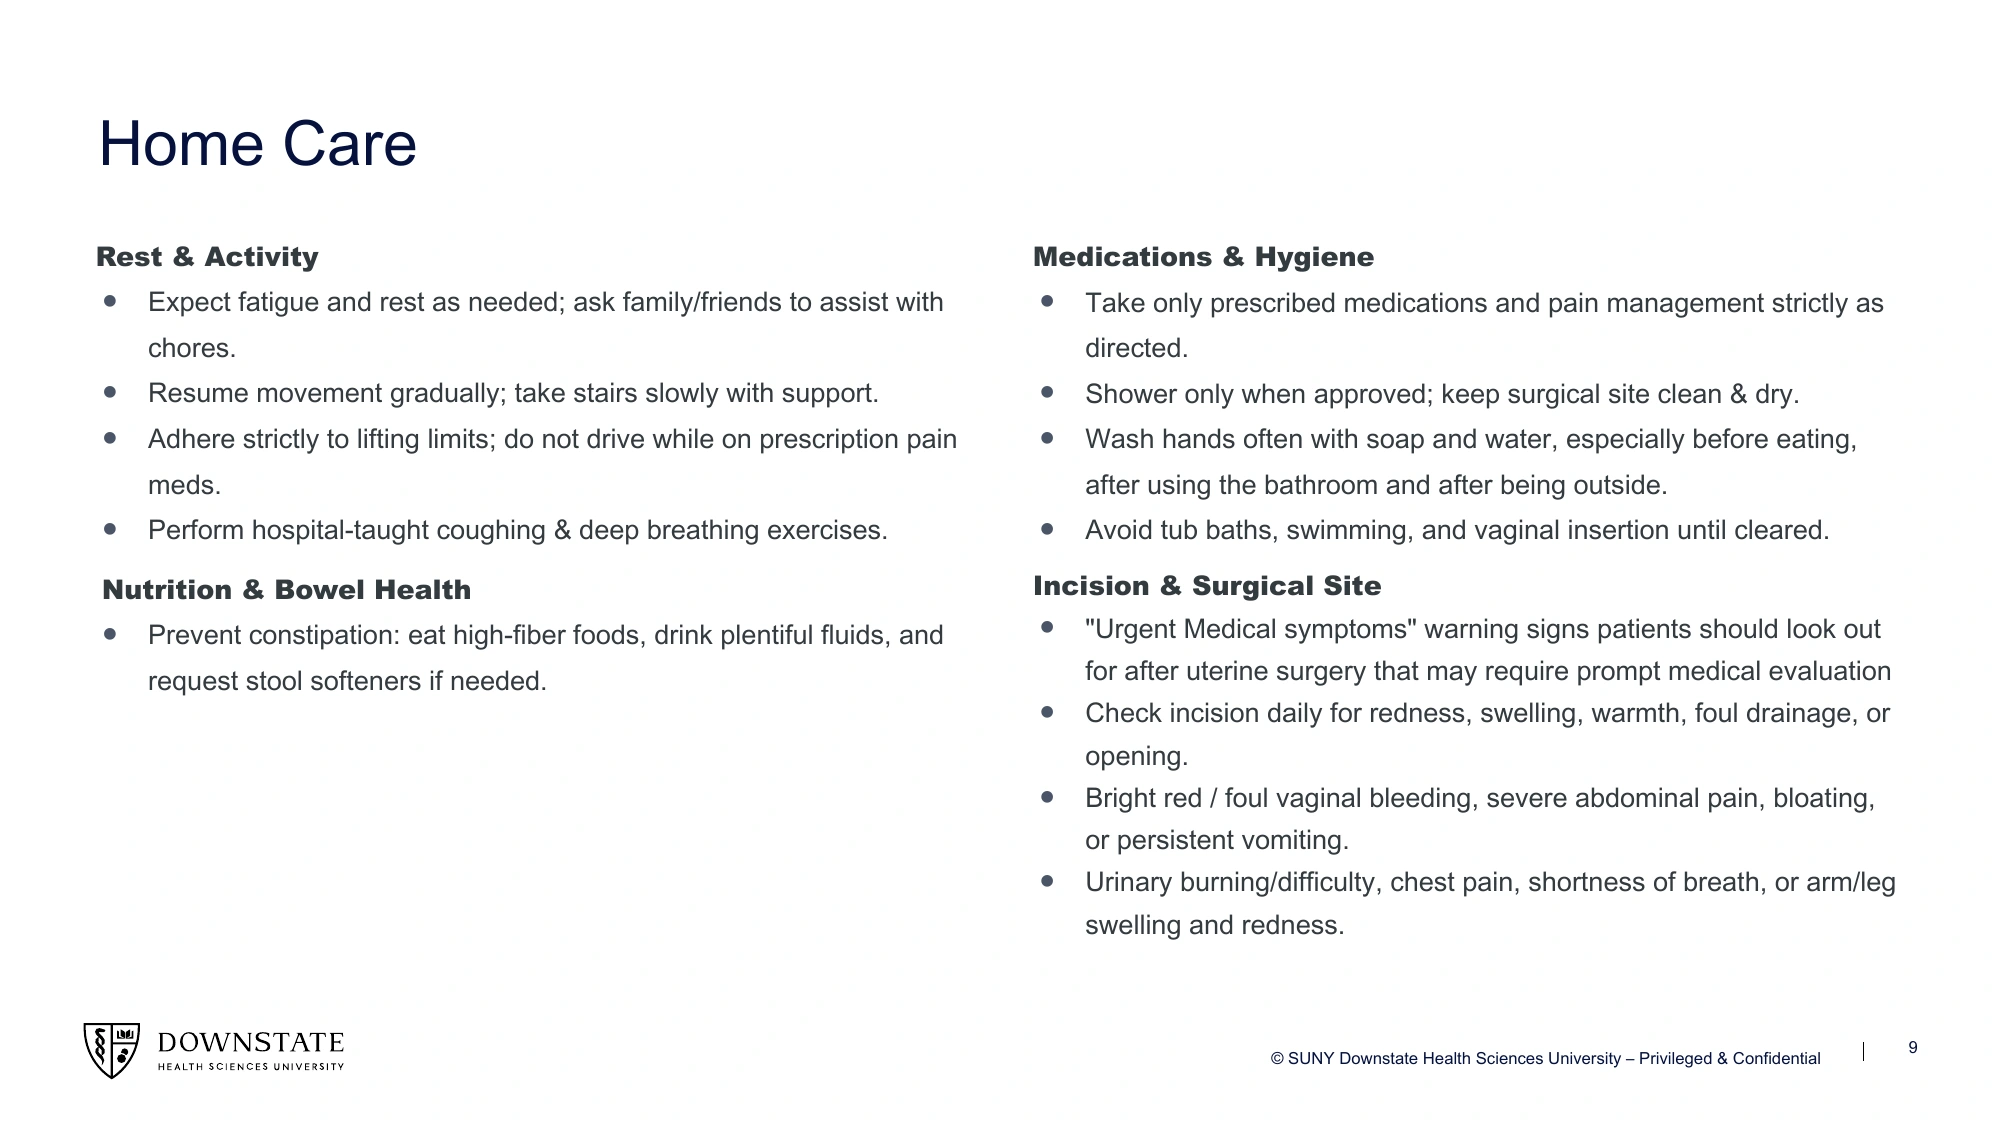 Home Care
Rest & Activity
● Expect fatigue and rest as needed; ask family/friends to assist with
chores.
● Resume movement gradually; take stairs slowly with support.
● Adhere strictly to lifting limits; do not drive while on prescription pain
meds.
● Perform hospital-taught coughing & deep breathing exercises.
Nutrition & Bowel Health
● Prevent constipation: eat high-fiber foods, drink plentiful fluids, and
request stool softeners if needed.
Medications & Hygiene
● Take only prescribed medications and pain management strictly as
directed.
● Shower only when approved; keep surgical site clean & dry.
● Wash hands often with soap and water, especially before eating,
after using the bathroom and after being outside.
● Avoid tub baths, swimming, and vaginal insertion until cleared.
Incision & Surgical Site
● "Urgent Medical symptoms" warning signs patients should look out
for after uterine surgery that may require prompt medical evaluation
● Check incision daily for redness, swelling, warmth, foul drainage, or
opening.
● Bright red / foul vaginal bleeding, severe abdominal pain, bloating,
or persistent vomiting.
● Urinary burning/difficulty, chest pain, shortness of breath, or arm/leg
swelling and redness.
DOWNSTATE
HEALTH SCIENCES UNIVERSITY
© SUNY Downstate Health Sciences University – Privileged & Confidential
9